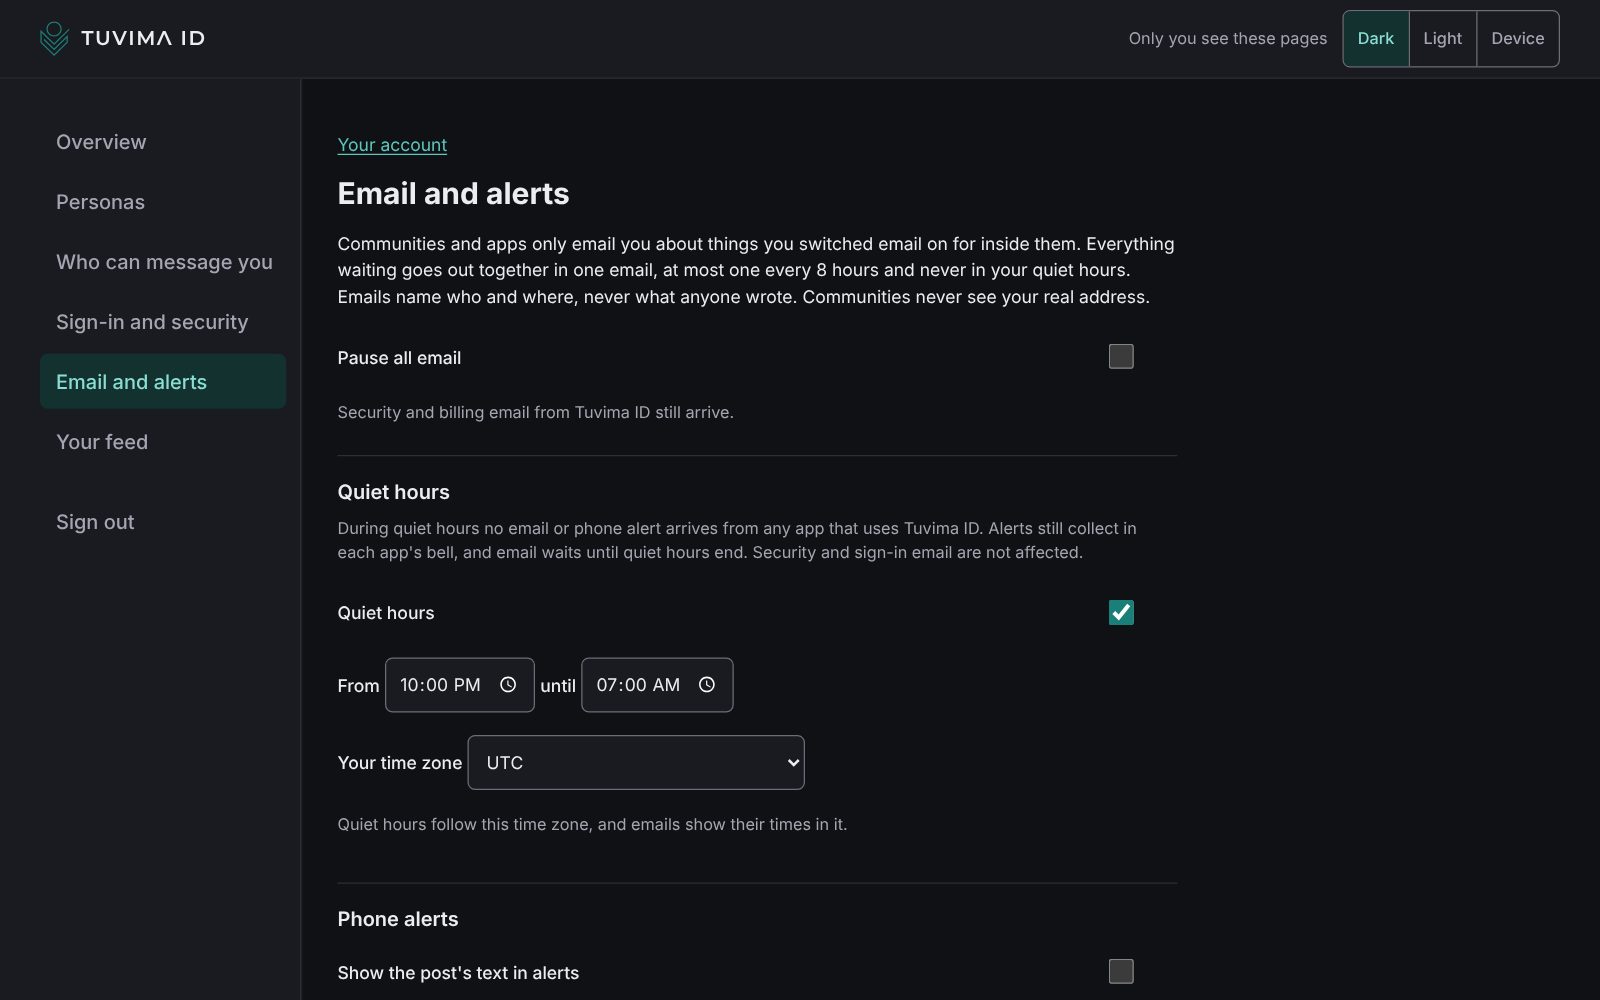 TUVIMA ID
Only you see these pages
Dark
Light
Device
Overview
Personas
Who can message you
Sign-in and security
Email and alerts
Your feed
Sign out
Your account
Email and alerts
Communities and apps only email you about things you switched email on for inside them. Everything
waiting goes out together in one email, at most one every 8 hours and never in your quiet hours.
Emails name who and where, never what anyone wrote. Communities never see your real address.
Pause all email
Security and billing email from Tuvima ID still arrive.
Quiet hours
During quiet hours no email or phone alert arrives from any app that uses Tuvima ID. Alerts still collect in
each app's bell, and email waits until quiet hours end. Security and sign-in email are not affected.
Quiet hours
From 10:00 PM until 07:00 AM
Your time zone UTC
Quiet hours follow this time zone, and emails show their times in it.
Phone alerts
Show the post's text in alerts